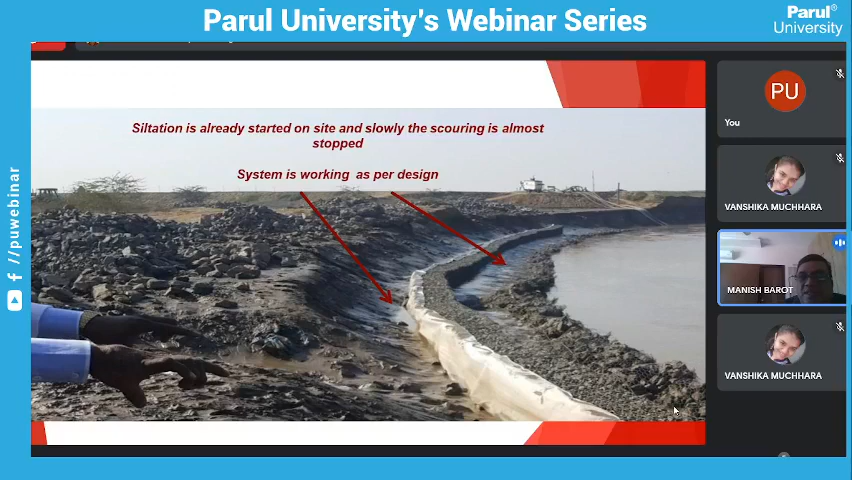 Parul University's Webinar Series
Parul®
University
Siltation is already started on site and slowly the scouring is almost
stopped
System is working as per design
PU
You
VANSHIKA MUCHHARA
MANISH BAROT
VANSHIKA MUCHHARA
/puwebinar